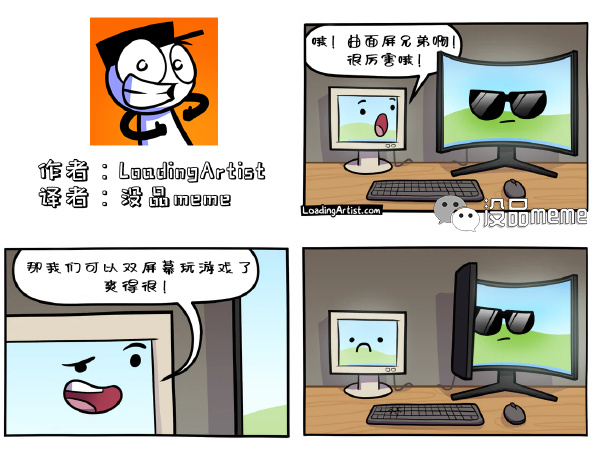 作者：LoadingArtist
译者：没品meme
哦！曲面屏兄弟啊！
很厉害哦！
LoadingArtist.com
没品meme
那我们可以双屏幕玩游戏了
爽得很！